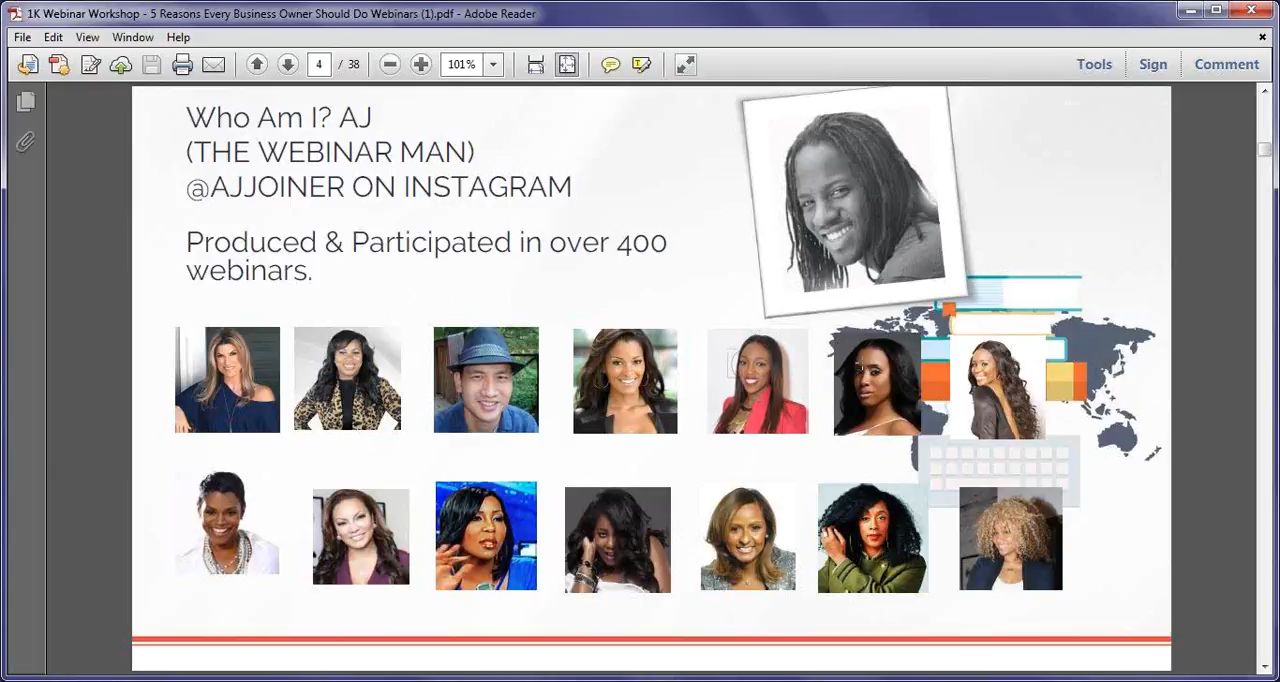 1K Webinar Workshop - 5 Reasons Every Business Owner Should Do Webinars (1).pdf - Adobe Reader
File Edit View Window Help
4 / 38 101% Tools Sign Comment
Who Am I? AJ
(THE WEBINAR MAN)
@AJJOINER ON INSTAGRAM
Produced & Participated in over 400
webinars.